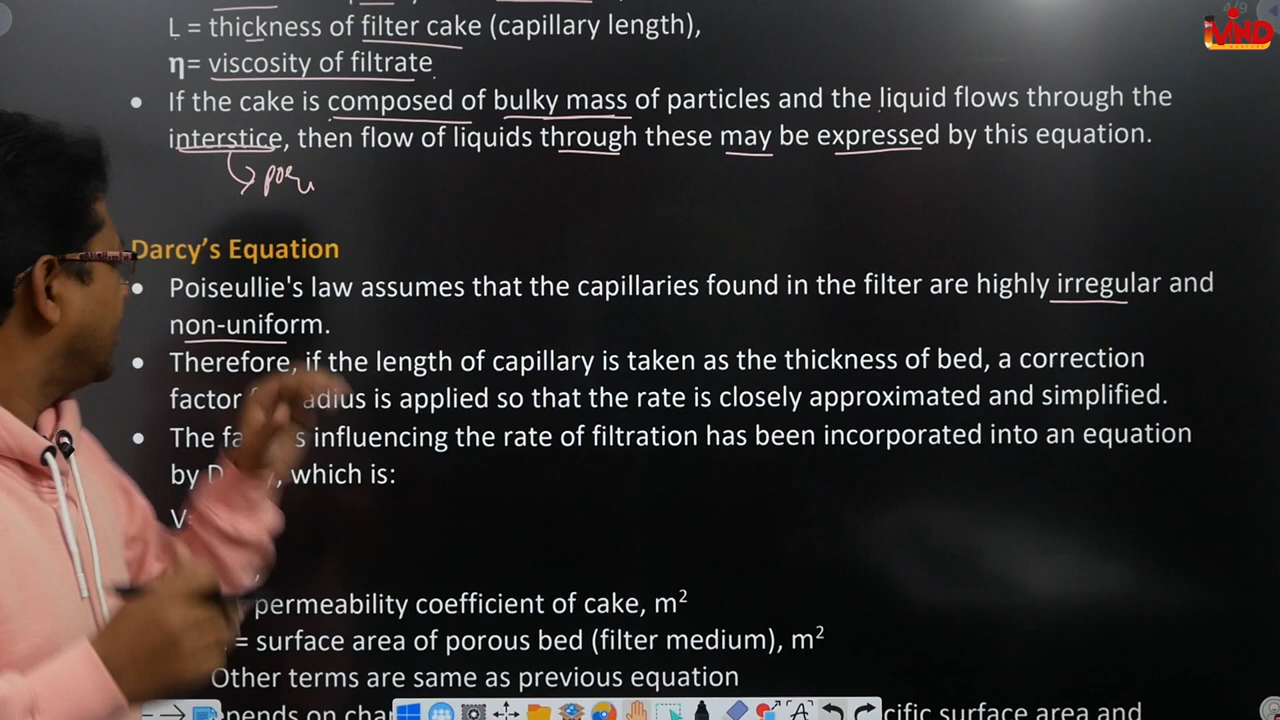 4/9
MIND
L = thickness of filter cake (capillary length),
η= viscosity of filtrate
• If the cake is composed of bulky mass of particles and the liquid flows through the
interstice, then flow of liquids through these may be expressed by this equation.
Darcy’s Equation
• Poiseullie's law assumes that the capillaries found in the filter are highly irregular and
non-uniform.
• Therefore, if the length of capillary is taken as the thickness of bed, a correction
factor is applied so that the rate is closely approximated and simplified.
• The influencing the rate of filtration has been incorporated into an equation
by which is:
V
permeability coefficient of cake, m²
= surface area of porous bed (filter medium), m²
Other terms are same as previous equation
surface area and